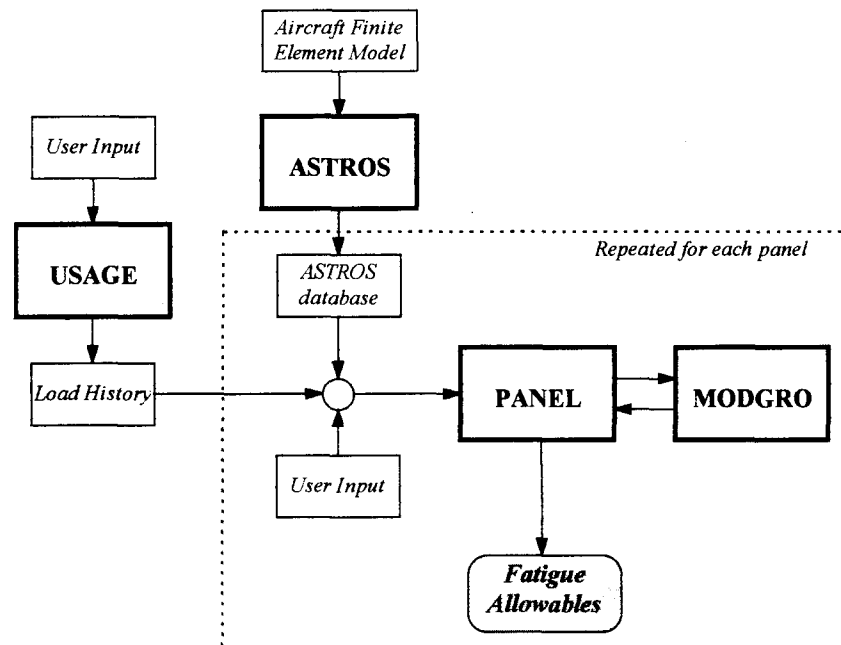 Aircraft Finite
Element Model
User Input
ASTROS
Repeated for each panel
USAGE
ASTROS
database
Load History
PANEL
MODGRO
User Input
Fatigue
Allowables